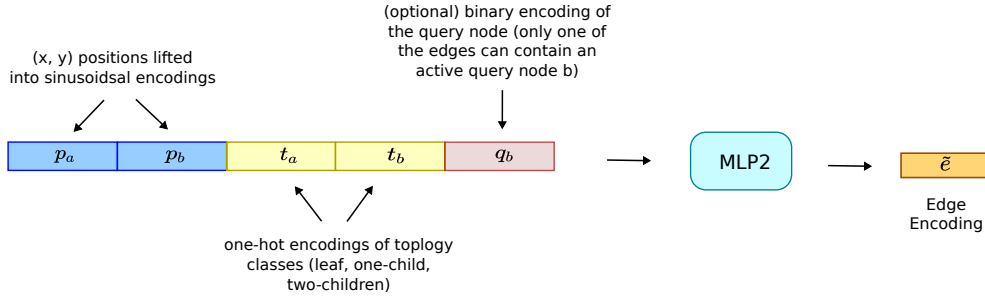 (optional) binary encoding of
the query node (only one of
the edges can contain an
active query node b)
(x, y) positions lifted
into sinusoidsal encodings
p_a p_b t_a t_b q_b
MLP2
ẽ
Edge
Encoding
one-hot encodings of toplogy
classes (leaf, one-child,
two-children)